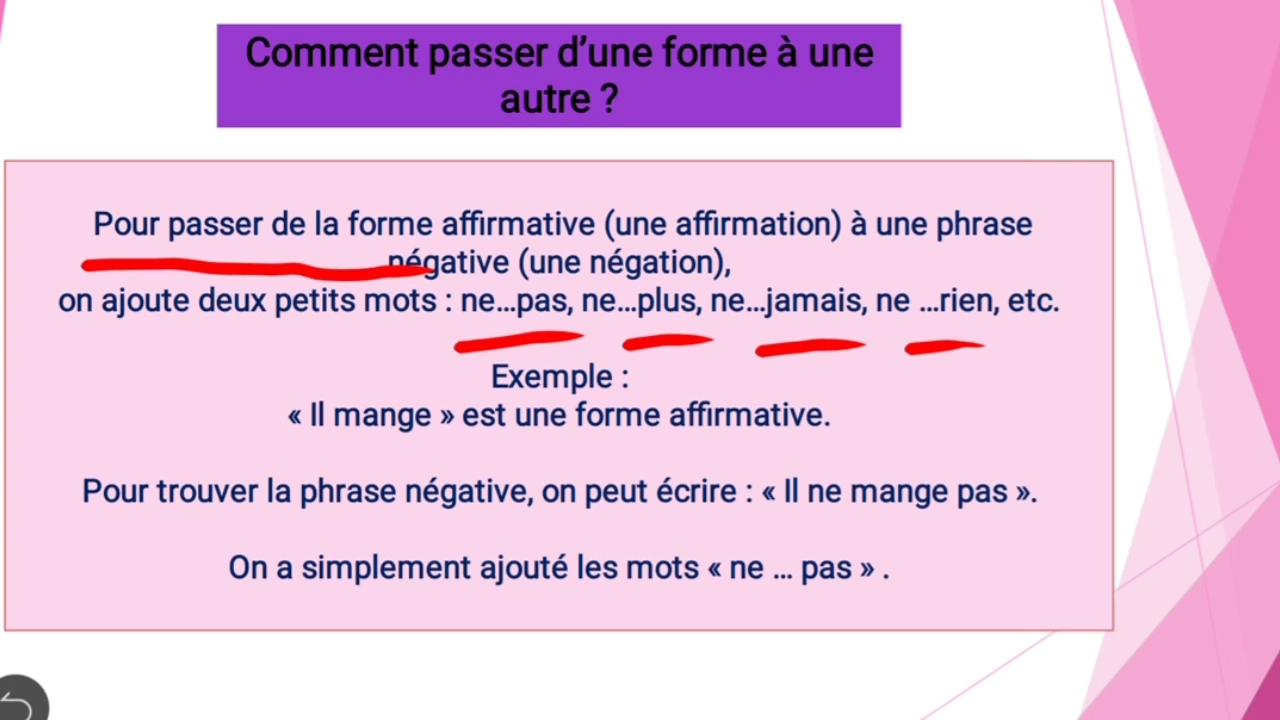 Comment passer d’une forme à une
autre ?
Pour passer de la forme affirmative (une affirmation) à une phrase
négative (une négation),
on ajoute deux petits mots : ne...pas, ne...plus, ne...jamais, ne ...rien, etc.
Exemple :
« Il mange » est une forme affirmative.
Pour trouver la phrase négative, on peut écrire : « Il ne mange pas ».
On a simplement ajouté les mots « ne ... pas » .